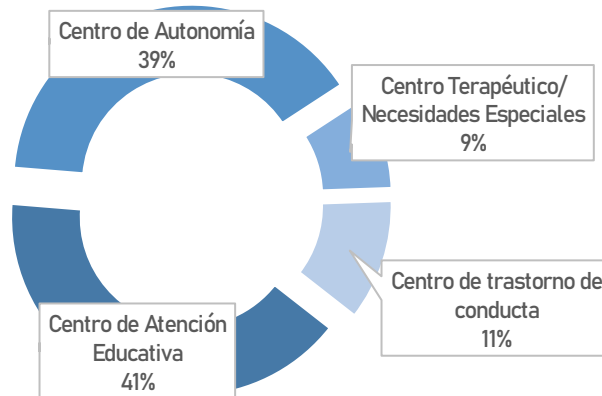 Centro de Autonomía
39%
Centro Terapéutico/
Necesidades Especiales
9%
Centro de trastorno de
conducta
11%
Centro de Atención
Educativa
41%